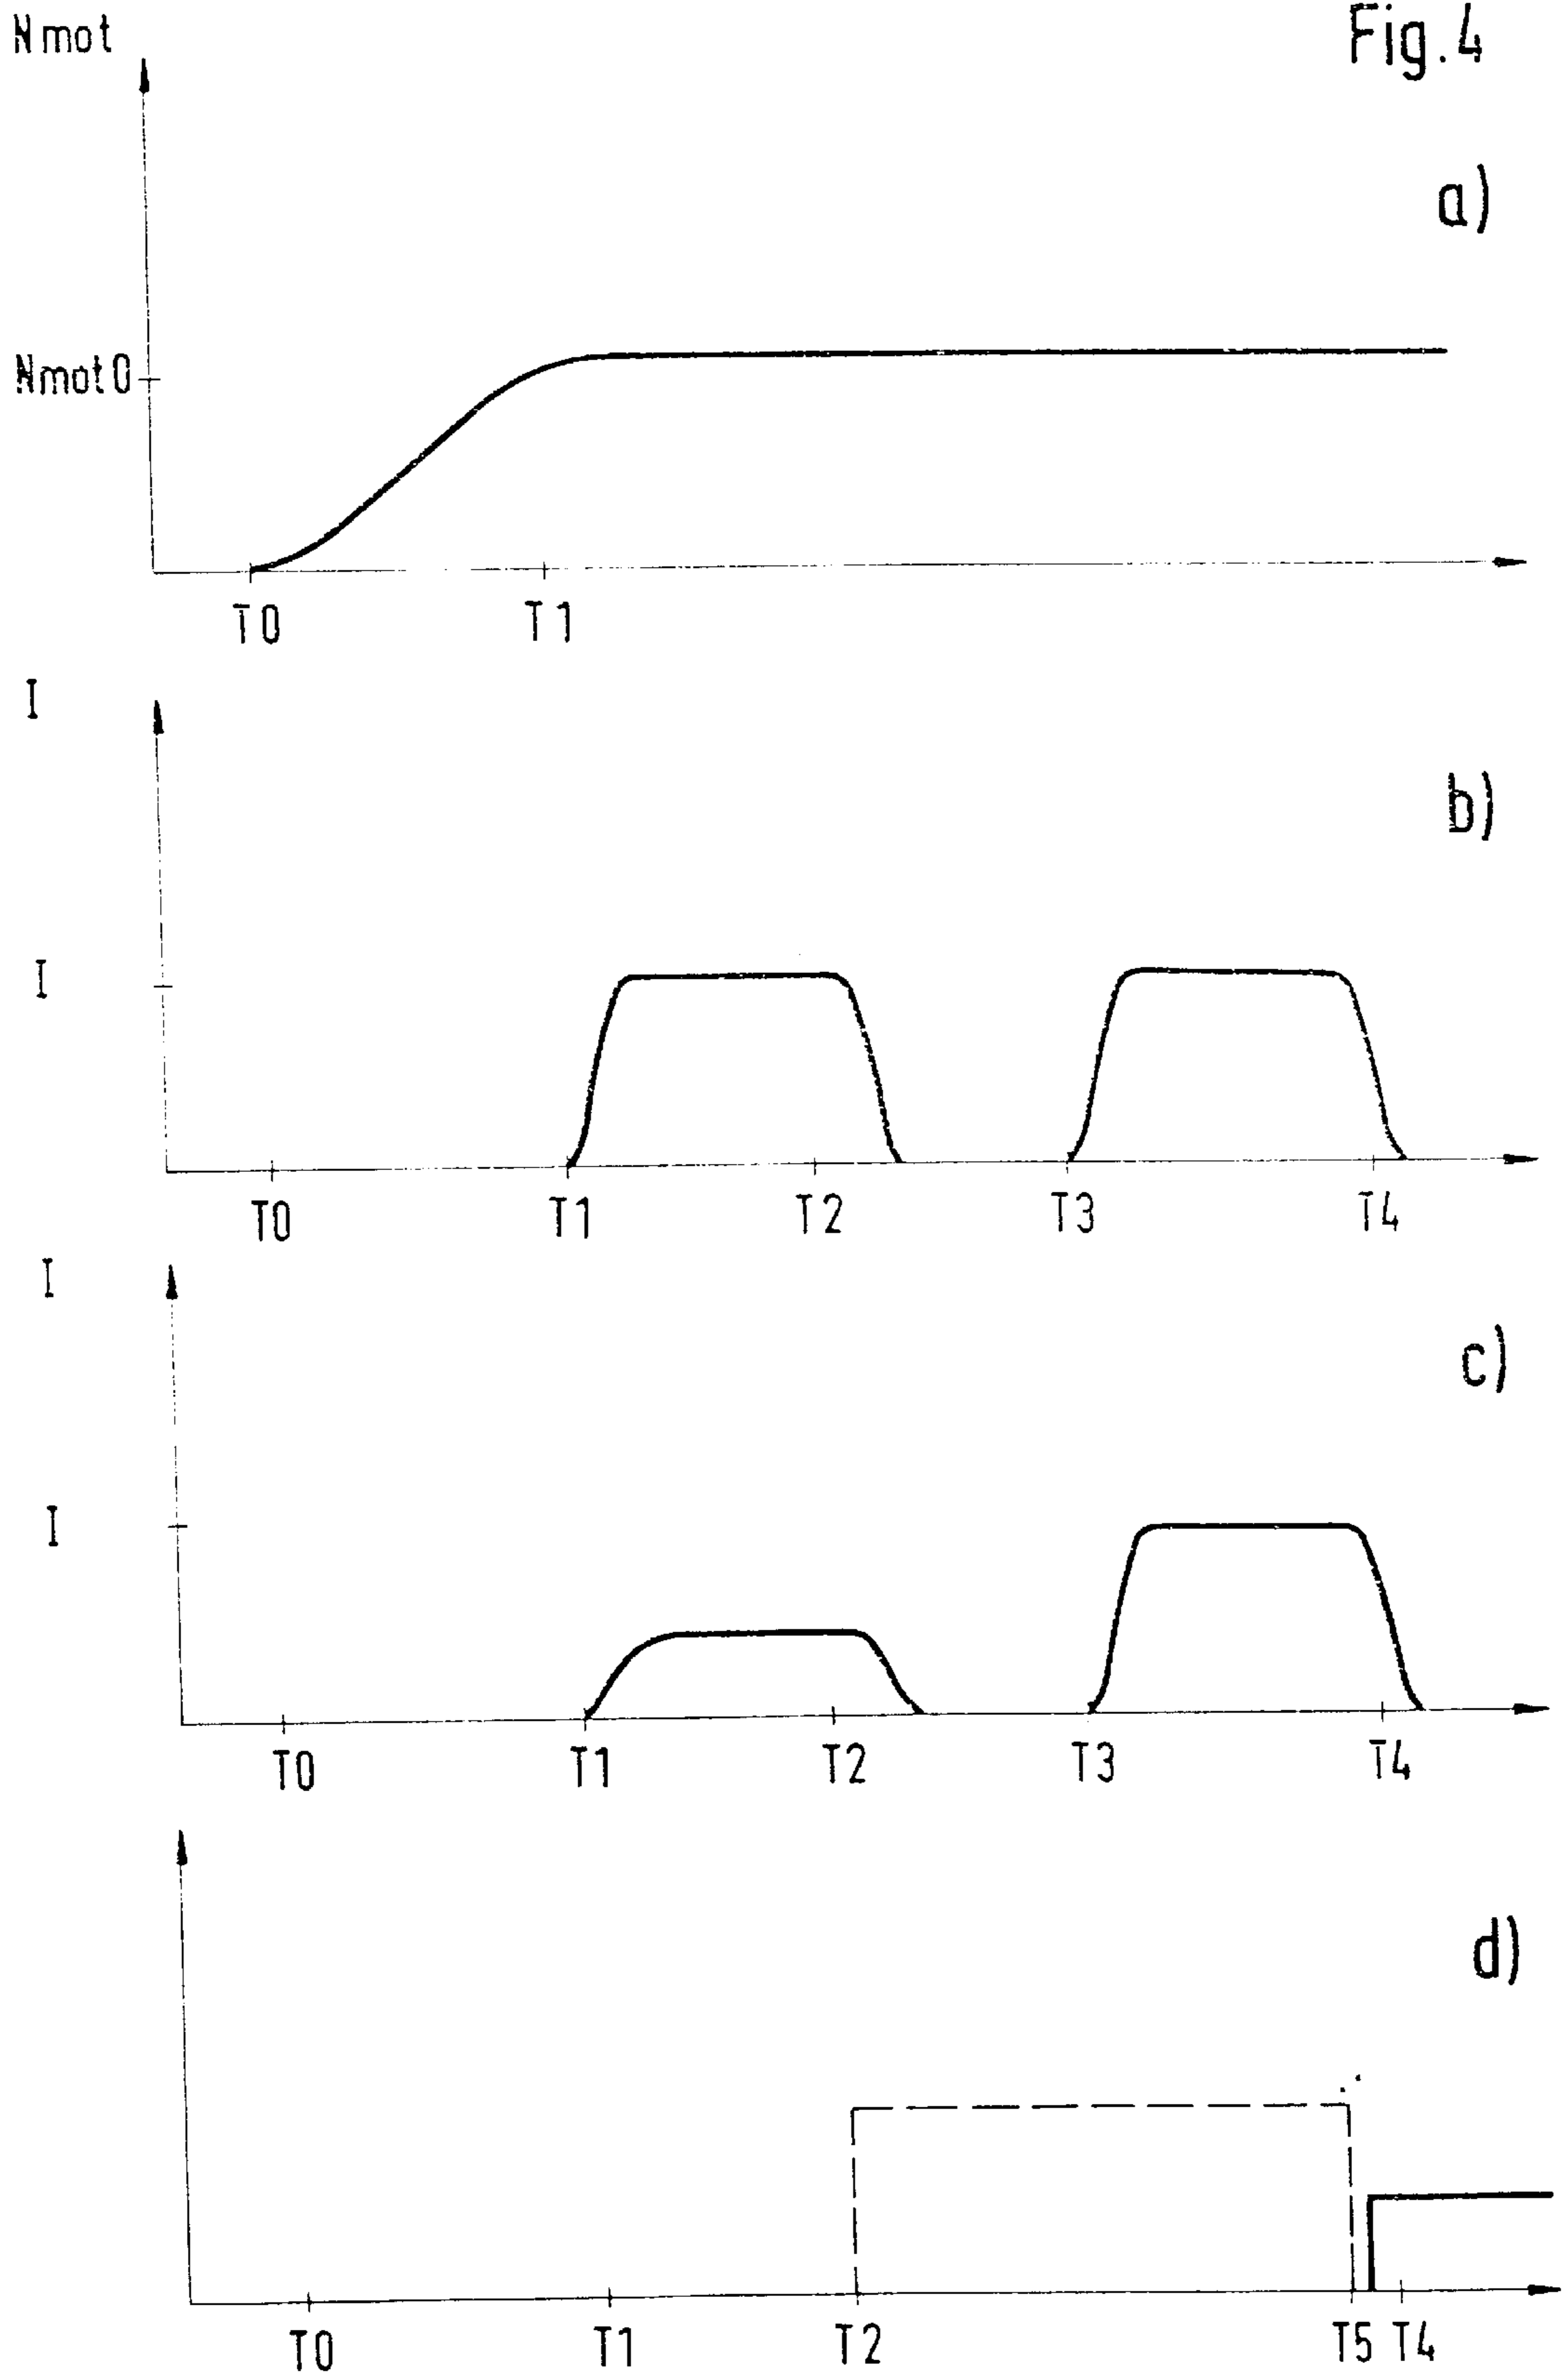 Nmot
Fig.4
a)
Nmot0
T0 T1
I
b)
I
T0 T1 T2 T3 T4
I
c)
I
T0 T1 T2 T3 T4
d)
T0 T1 T2 T5 T4